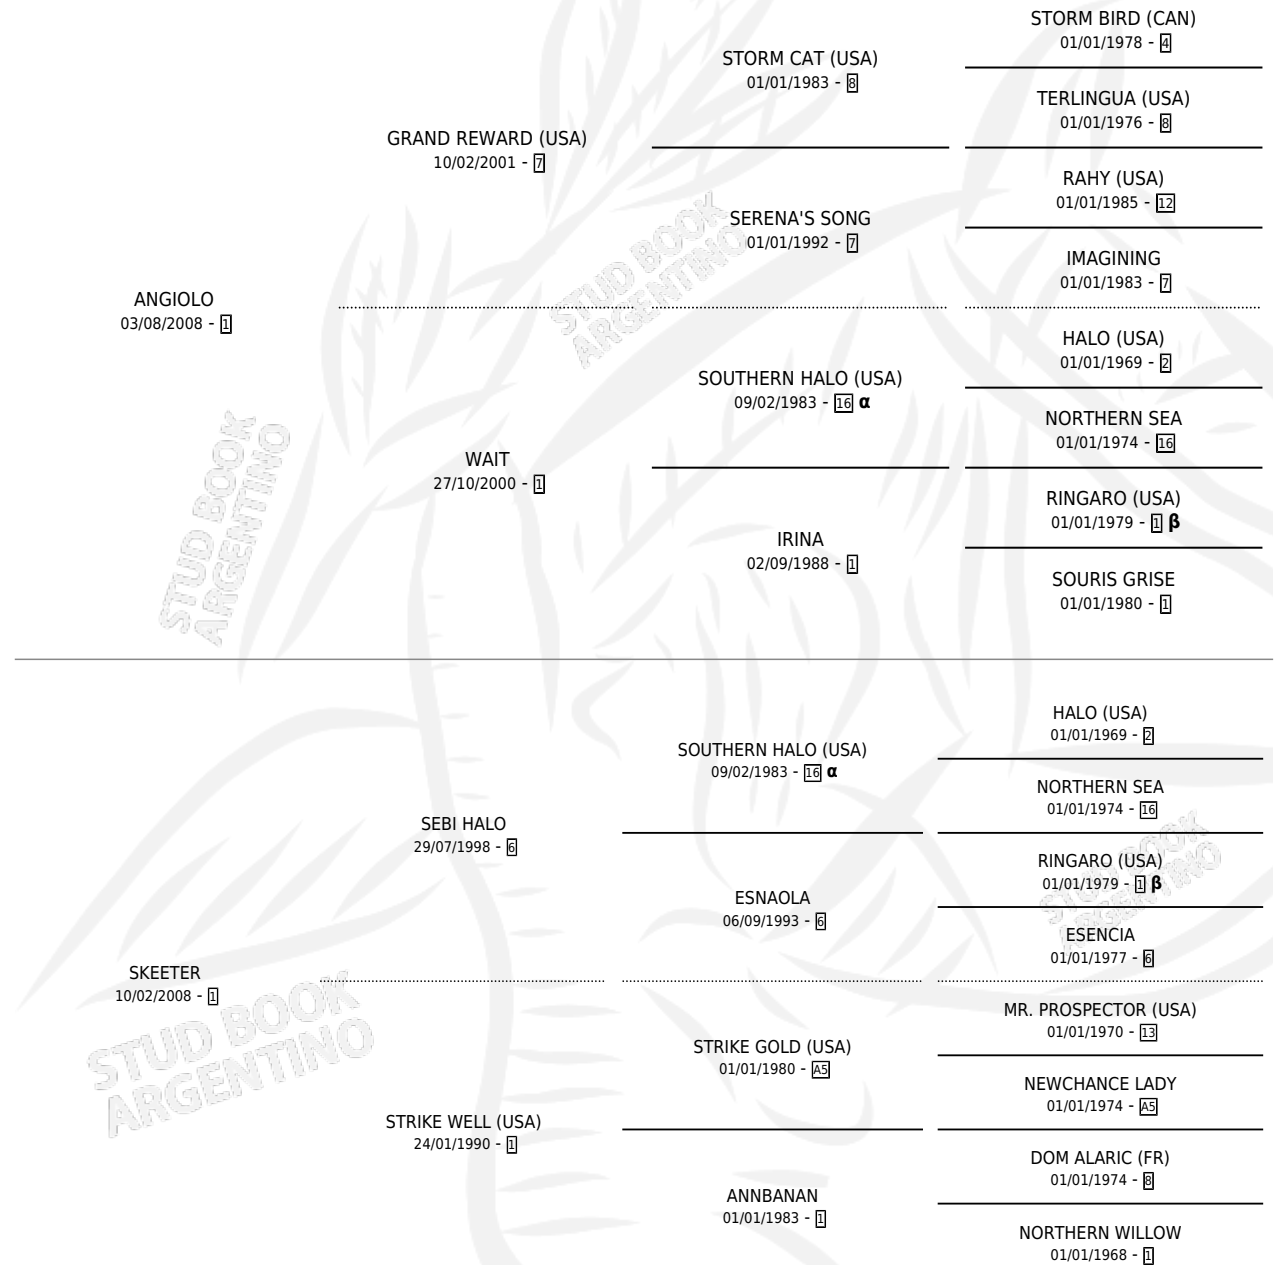 STORM BIRD (CAN)
01/01/1978 - 4
STORM CAT (USA)
01/01/1983 - 8
TERLINGUA (USA)
01/01/1976 - 8
GRAND REWARD (USA)
10/02/2001 - 7
RAHY (USA)
01/01/1985 - 12
SERENA'S SONG
01/01/1992 - 7
IMAGINING
01/01/1983 - 7
STUD BOOK
ARGENTINO
ANGIOLO
03/08/2008 - 1
HALO (USA)
01/01/1969 - 2
SOUTHERN HALO (USA)
09/02/1983 - 16 α
NORTHERN SEA
01/01/1974 - 16
WAIT
27/10/2000 - 1
RINGARO (USA)
01/01/1979 - 1 β
IRINA
02/09/1988 - 1
SOURIS GRISE
01/01/1980 - 1
STUD BOOK
ARGENTINO
HALO (USA)
01/01/1969 - 2
SOUTHERN HALO (USA)
09/02/1983 - 16 α
NORTHERN SEA
01/01/1974 - 16
SEBI HALO
29/07/1998 - 6
RINGARO (USA)
01/01/1979 - 1 β
STUD BOOK
ARGENTINO
ESNAOLA
06/09/1993 - 6
ESENCIA
01/01/1977 - 6
SKEETER
10/02/2008 - 1
MR. PROSPECTOR (USA)
01/01/1970 - 13
STRIKE GOLD (USA)
01/01/1980 - A5
NEWCHANCE LADY
01/01/1974 - A5
STUD BOOK
ARGENTINO
STRIKE WELL (USA)
24/01/1990 - 1
DOM ALARIC (FR)
01/01/1974 - 8
ANNBANAN
01/01/1983 - 1
NORTHERN WILLOW
01/01/1968 - 1